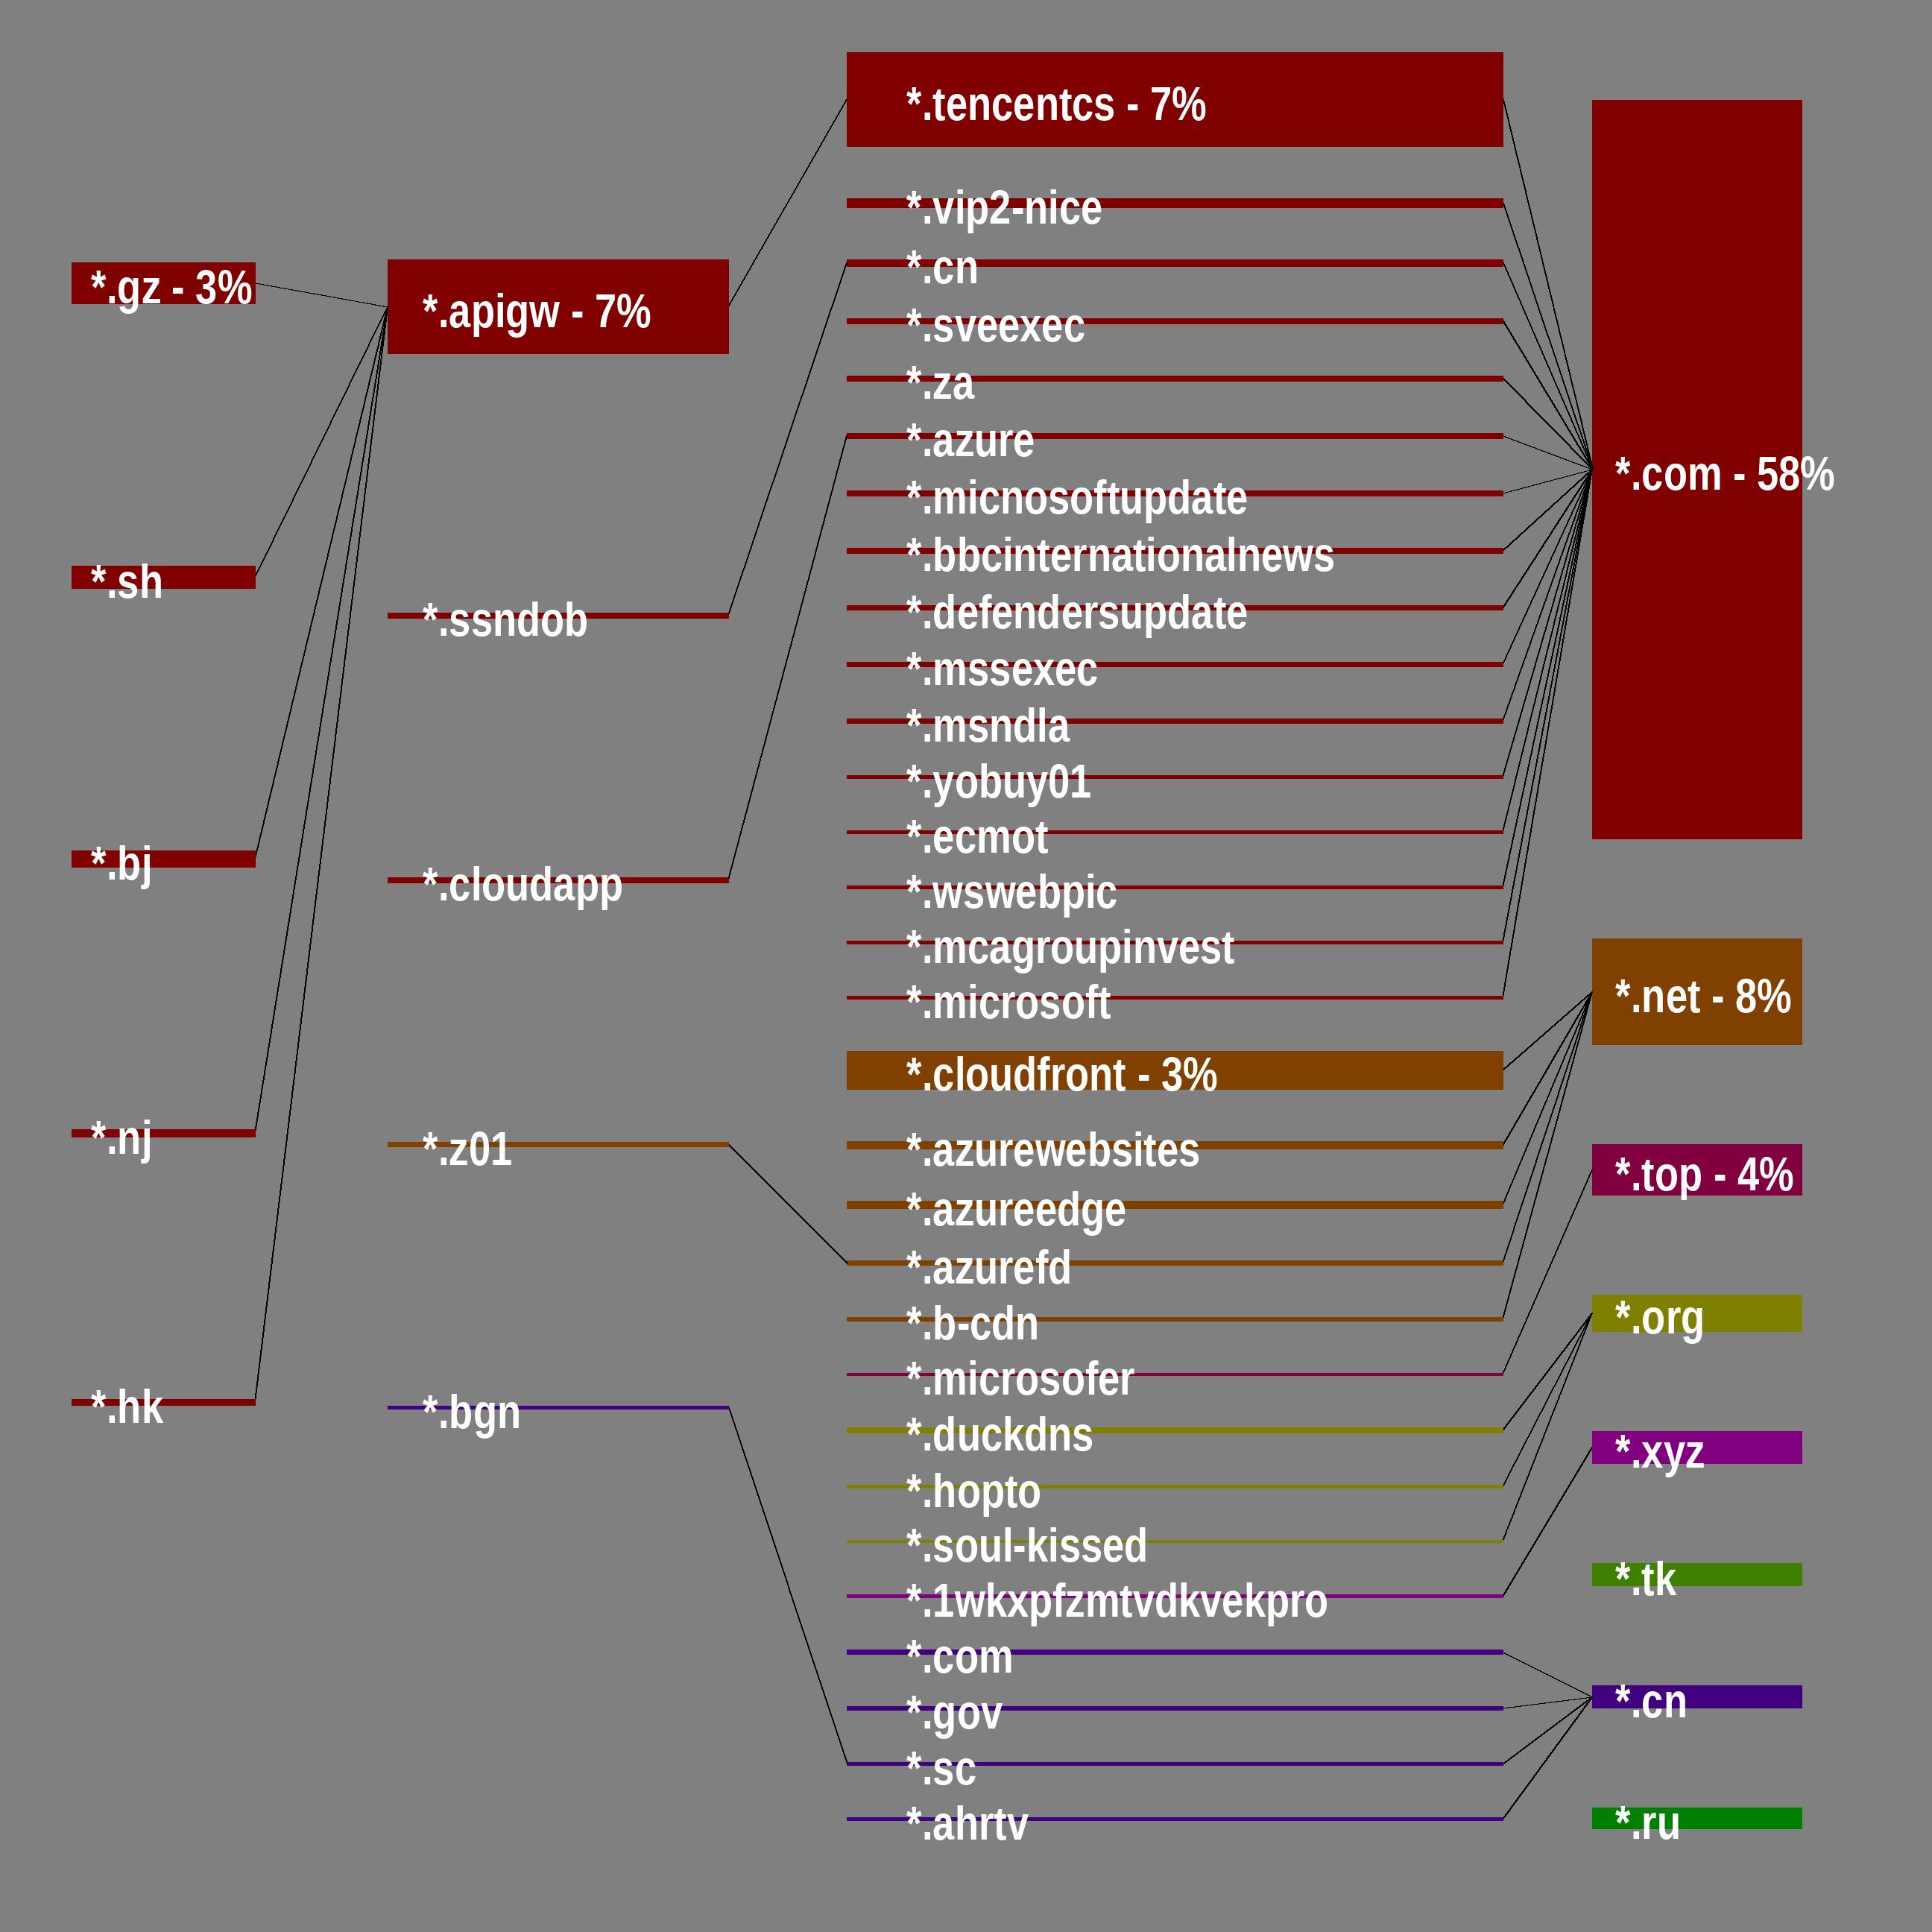 *.gz - 3%
*.sh
*.bj
*.nj
*.hk
*.apigw - 7%
*.ssndob
*.cloudapp
*.z01
*.bgn
*.tencentcs - 7%
*.vip2-nice
*.cn
*.sveexec
*.za
*.azure
*.micnosoftupdate
*.bbcinternationalnews
*.defendersupdate
*.mssexec
*.msndla
*.yobuy01
*.ecmot
*.wswebpic
*.mcagroupinvest
*.microsoft
*.cloudfront - 3%
*.azurewebsites
*.azureedge
*.azurefd
*.b-cdn
*.microsofer
*.duckdns
*.hopto
*.soul-kissed
*.1wkxpfzmtvdkvekpro
*.com
*.gov
*.sc
*.ahrtv
*.com - 58%
*.net - 8%
*.top - 4%
*.org
*.xyz
*.tk
*.cn
*.ru